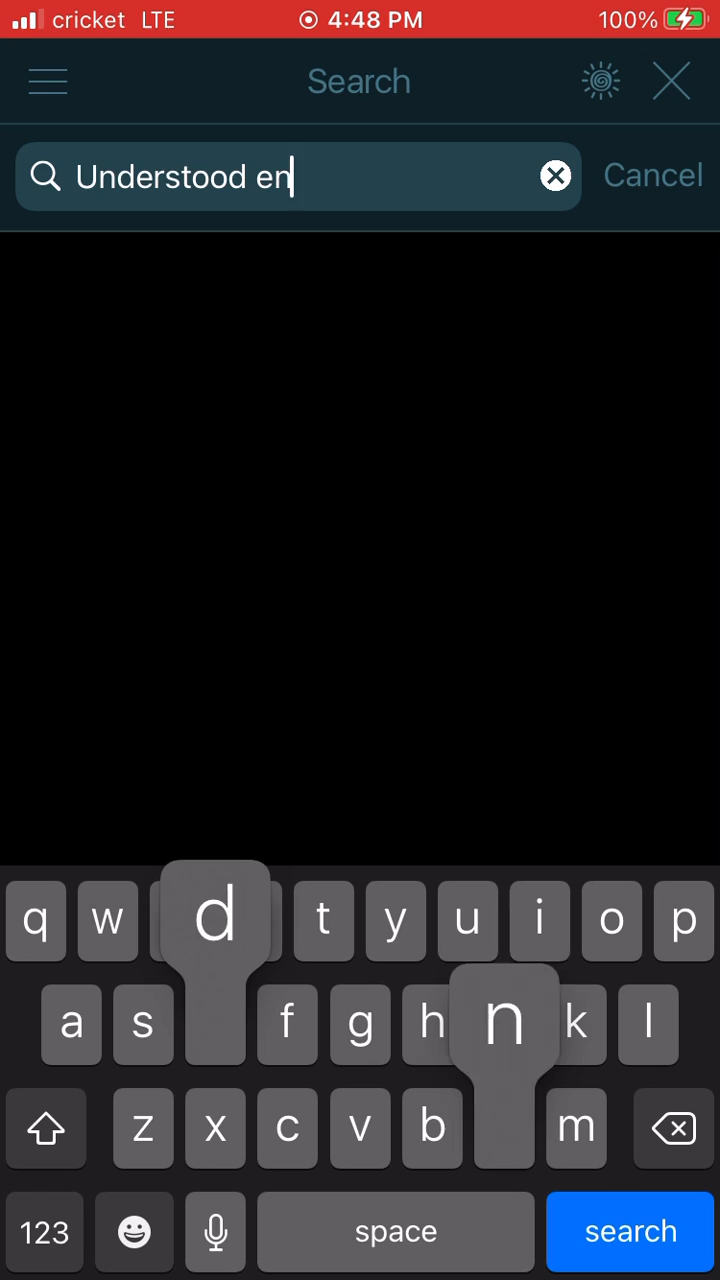 cricket LTE 4:48 PM 100%
Search
Understood en Cancel
q w d t y u i o p
a s f g h n k l
z x c v b m
123 space search